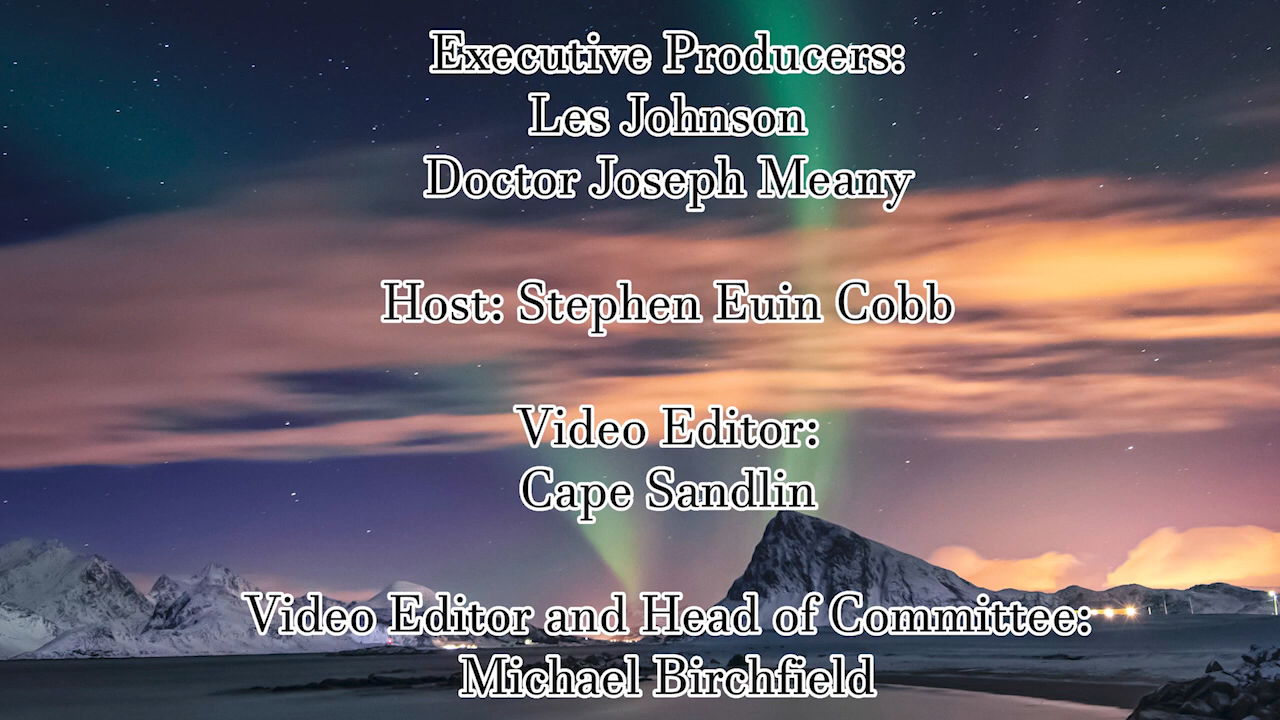 Executive Producers:
Les Johnson
Doctor Joseph Meany
Host: Stephen Euin Cobb
Video Editor:
Cape Sandlin
Video Editor and Head of Committee:
Michael Birchfield